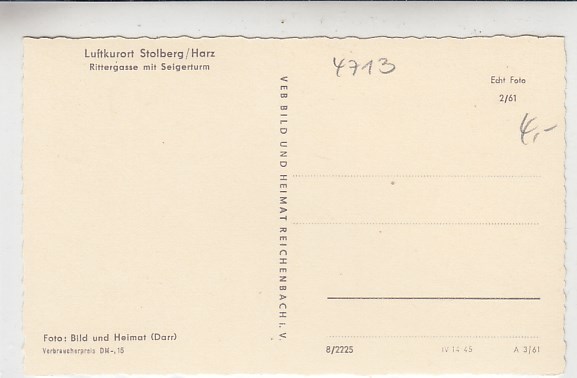 Luftkurort Stolberg/Harz
Rittergasse mit Seigerturm
4713
Echt Foto
2/61
4,-
VEB BILD UND HEIMAT REICHENBACH i. V.
Foto: Bild und Heimat (Darr)
Verbraucherpreis DM -,18
8/2225
IV 14 45
A 3/61